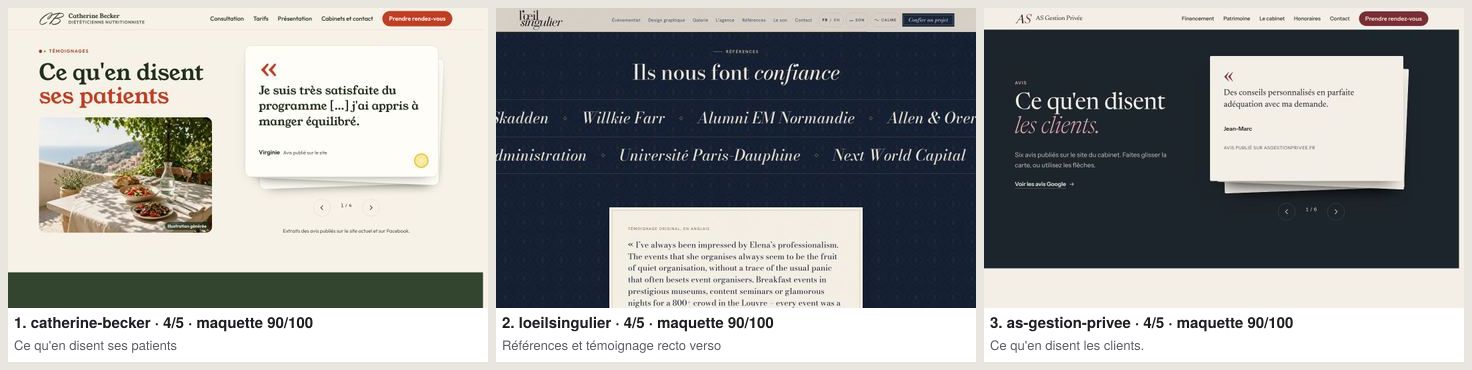 CB Catherine Becker
DIÉTÉTICIENNE NUTRITIONNISTE
Consultation Tarifs Présentation Cabinets et contact Prendre rendez-vous
TÉMOIGNAGES
Ce qu'en disent
ses patients
Illustration générée
«
Je suis très satisfaite du
programme [...] j'ai appris à
manger équilibré.
Virginie Avis publié sur le site
1 / 4
Extraits des avis publiés sur le site actuel et sur Facebook.
1. catherine-becker · 4/5 · maquette 90/100
Ce qu'en disent ses patients
l'œil
singulier
Événementiel Design graphique Galerie L'agence Références Le soin Contact FR / EN SON CALME Confier un projet
RÉFÉRENCES
Ils nous font confiance
Skadden Willkie Farr Alumni EM Normandie Allen & Over
dministration Université Paris-Dauphine Next World Capital
TÉMOIGNAGE ORIGINAL, EN ANGLAIS
« I've always been impressed by Elena's professionalism.
The events that she organises always seem to be the fruit
of quiet organisation, without a trace of the usual panic
that often besets event organisers. Breakfast events in
prestigious museums, content seminars or glamorous
nights for a 800+ crowd in the Louvre – every event was a
2. loeilsingulier · 4/5 · maquette 90/100
Références et témoignage recto verso
AS AS Gestion Privée
Financement Patrimoine Le cabinet Honoraires Contact Prendre rendez-vous
AVIS
Ce qu'en disent
les clients.
Six avis publiés sur le site du cabinet. Faites glisser la
carte, ou utilisez les flèches.
Voir les avis Google →
«
Des conseils personnalisés en parfaite
adéquation avec ma demande.
Jean-Marc
AVIS PUBLIÉ SUR ASGESTIONPRIVEE.FR
1 / 6
3. as-gestion-privee · 4/5 · maquette 90/100
Ce qu'en disent les clients.